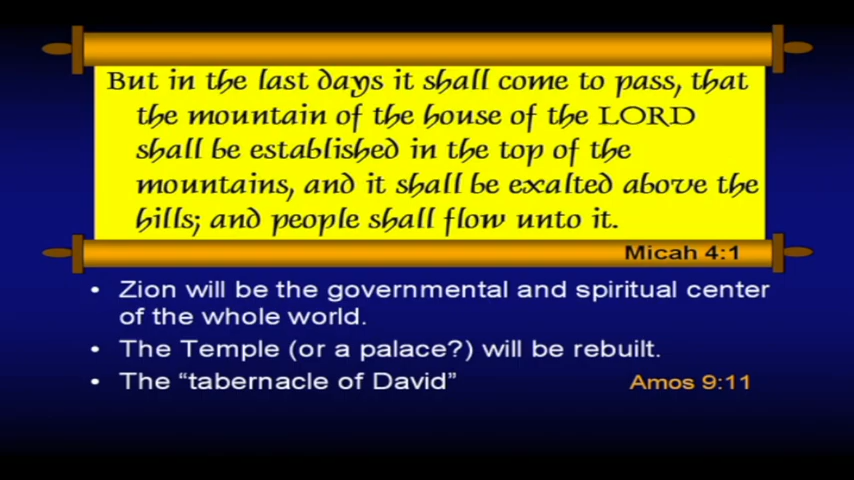 But in the last days it shall come to pass, that
the mountain of the house of the LORD
shall be established in the top of the
mountains, and it shall be exalted above the
hills; and people shall flow unto it.
Micah 4:1
• Zion will be the governmental and spiritual center
of the whole world.
• The Temple (or a palace?) will be rebuilt.
• The “tabernacle of David” Amos 9:11